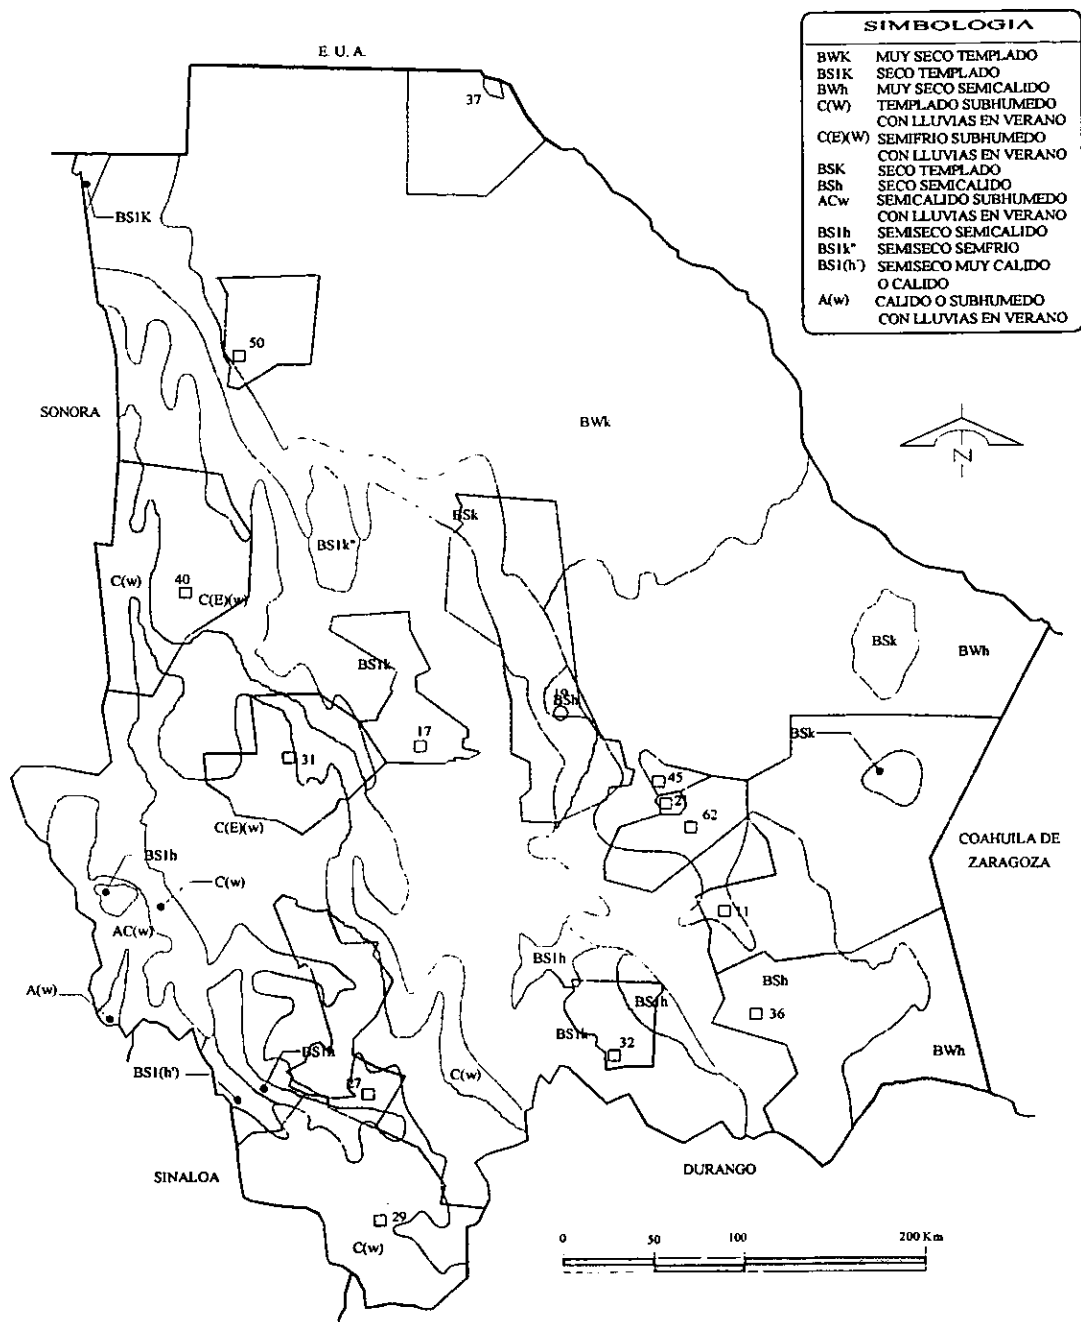 SIMBOLOGIA
BWK MUY SECO TEMPLADO
BS1K SECO TEMPLADO
BWh MUY SECO SEMICALIDO
C(W) TEMPLADO SUBHUMEDO
CON LLUVIAS EN VERANO
C(E)(W) SEMIFRIO SUBHUMEDO
CON LLUVIAS EN VERANO
BSK SECO TEMPLADO
BSh SECO SEMICALIDO
ACw SEMICALIDO SUBHUMEDO
CON LLUVIAS EN VERANO
BS1h SEMISECO SEMICALIDO
BS1k" SEMISECO SEMFRIO
BS1(h') SEMISECO MUY CALIDO
O CALIDO
A(w) CALIDO O SUBHUMEDO
CON LLUVIAS EN VERANO
E. U. A.
37
BS1K
50
SONORA
BWk
N
BSk
BS1k"
C(w)
40
C(E)(w)
BSk
BWh
BS1k
19
BSh
17
BSk
31
45
21
62
C(E)(w)
COAHUILA DE
ZARAGOZA
BS1h
C(w)
11
AC(w)
BS1h
BSh
A(w)
BS1h
36
BS1k
32
BWh
BS1h
BS1(h')
27
C(w)
SINALOA
DURANGO
29
C(w)
0 50 100 200 Km